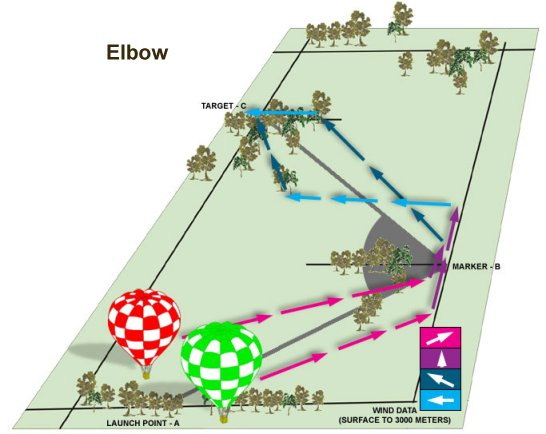 Elbow
TARGET - C
MARKER - B
WIND DATA
(SURFACE TO 3000 METERS)
LAUNCH POINT - A